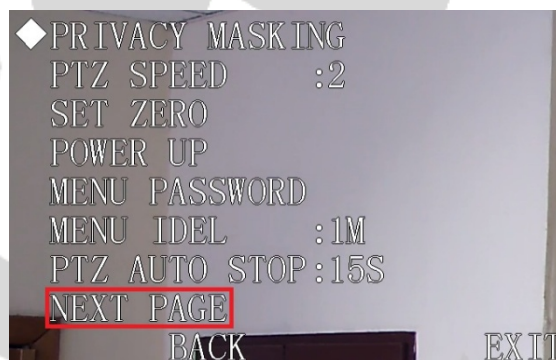 PRIVACY MASKING
PTZ SPEED :2
SET ZERO
POWER UP
MENU PASSWORD
MENU IDEL :1M
PTZ AUTO STOP:15S
NEXT PAGE
BACK EXIT